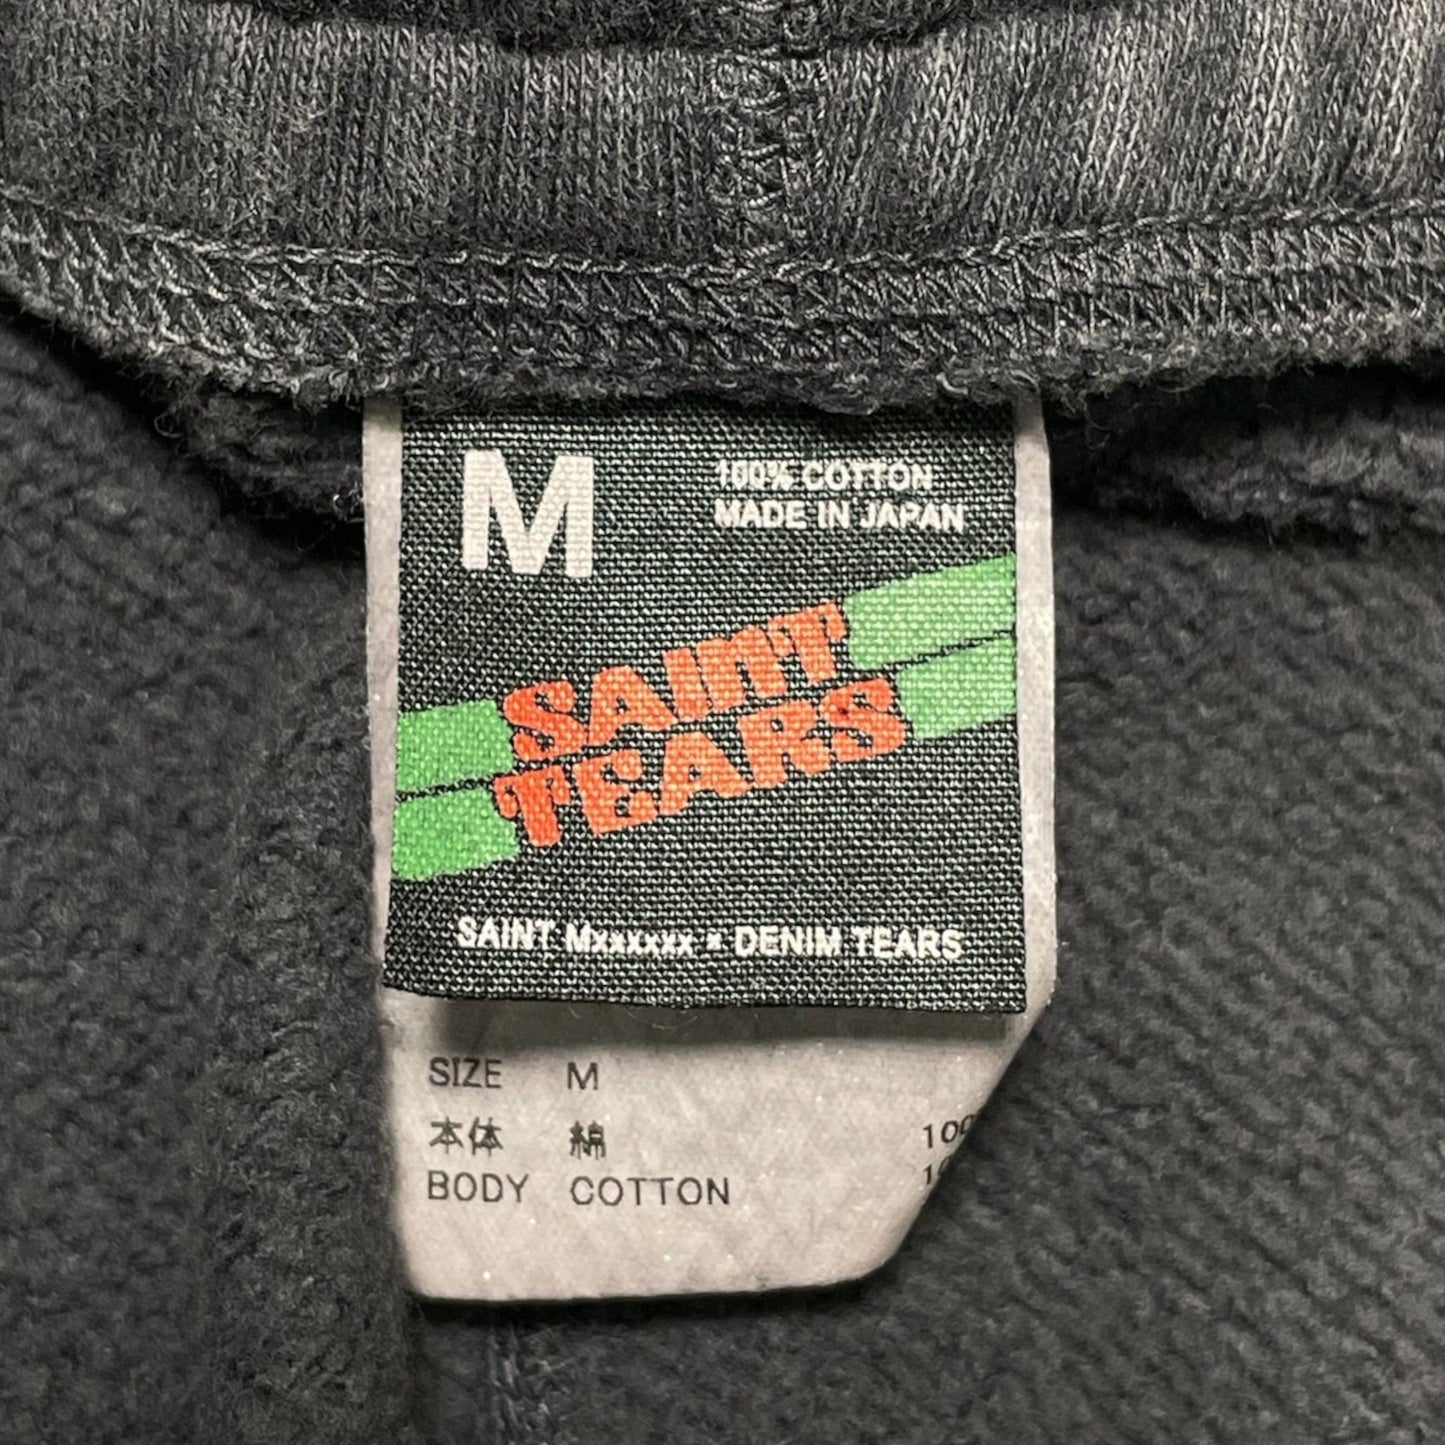 M
100% COTTON
MADE IN JAPAN
SAINT
TEARS
SAINT Mxxxxxx × DENIM TEARS
SIZE M
本体 綿
BODY COTTON